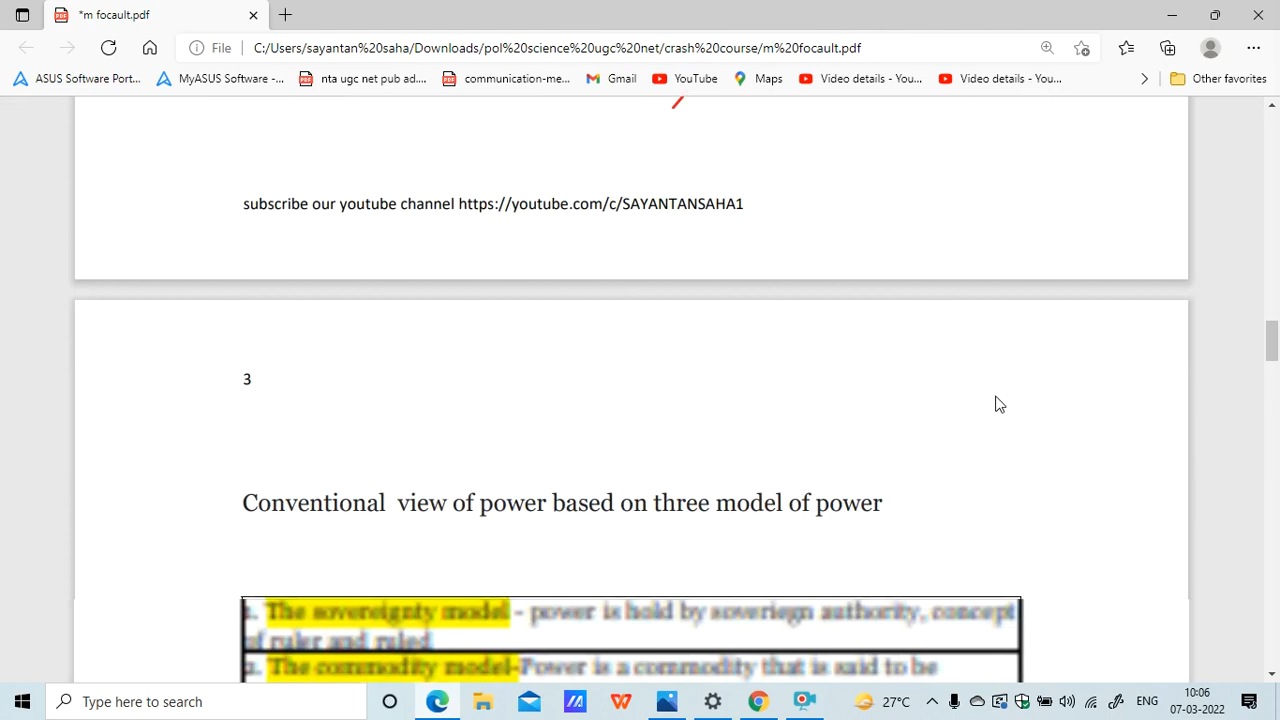 *m focault.pdf
File C:/Users/sayantan%20saha/Downloads/pol%20science%20ugc%20net/crash%20course/m%20focault.pdf
ASUS Software Port... MyASUS Software -... nta ugc net pub ad.... communication-me... Gmail YouTube Maps Video details - You... Video details - You... Other favorites
subscribe our youtube channel https://youtube.com/c/SAYANTANSAHA1
3
Conventional view of power based on three model of power
The sovereignty model - power is hold by soveriegn authority, concept
of ruler and ruled
The commodity model-Power is a commodity that is said to be
Type here to search
27°C ENG 10:06
07-03-2022